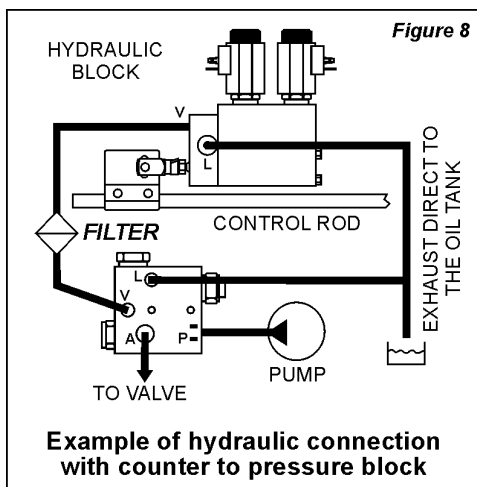 Figure 8
HYDRAULIC
BLOCK
V
L
CONTROL ROD
EXHAUST DIRECT TO
THE OIL TANK
FILTER
L
V
A
P
PUMP
TO VALVE
Example of hydraulic connection
with counter to pressure block